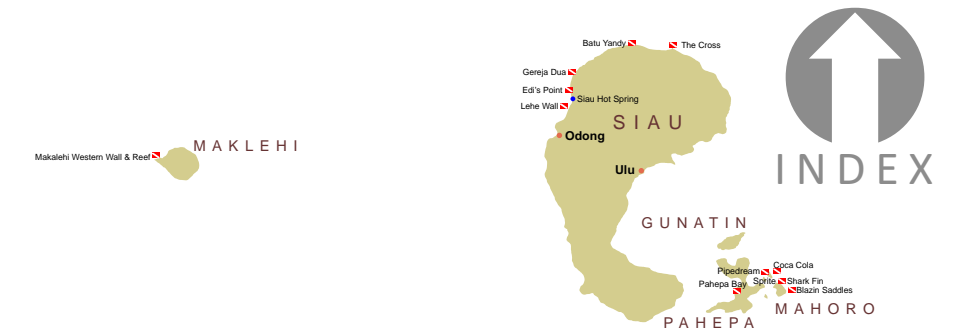 Batu Yandy
The Cross
Gereja Dua
Edi's Point
Siau Hot Spring
Lehe Wall
SIAU
Odong
MAKLEHI
Makalehi Western Wall & Reef
Ulu
INDEX
GUNATIN
Coca Cola
Pipedream
Sprite
Shark Fin
Pahepa Bay
Blazin Saddles
MAHORO
PAHEPA